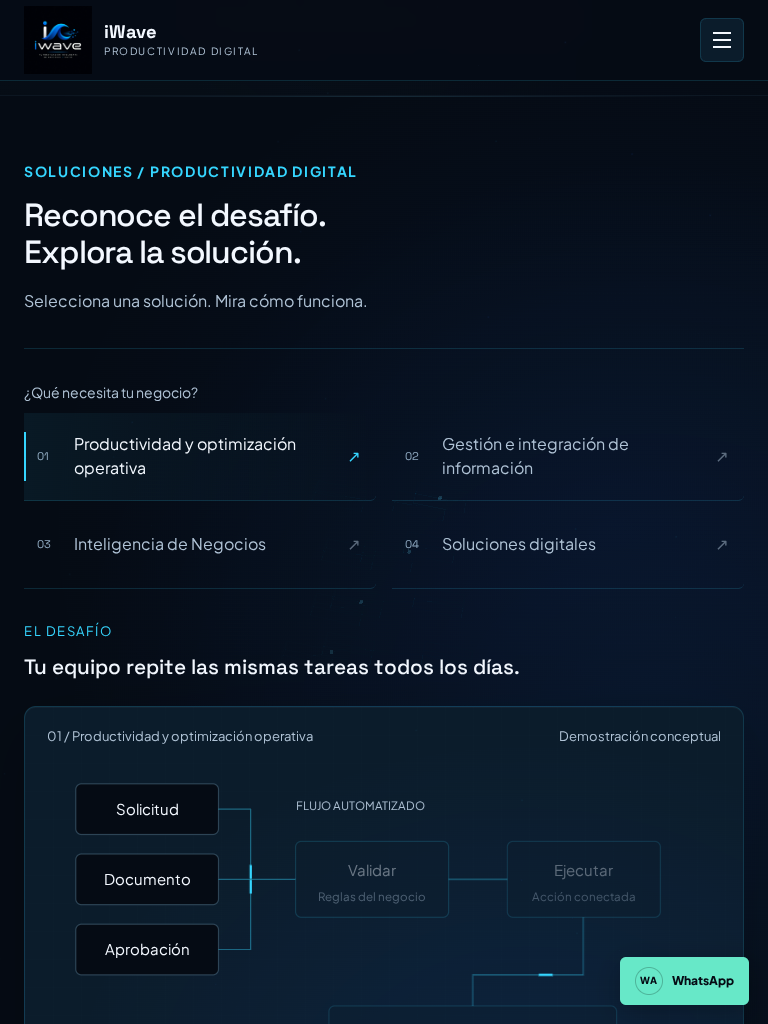 iwave
iWave
PRODUCTIVIDAD DIGITAL
SOLUCIONES / PRODUCTIVIDAD DIGITAL
Reconoce el desafío.
Explora la solución.
Selecciona una solución. Mira cómo funciona.
¿Qué necesita tu negocio?
01 Productividad y optimización
operativa ↗
02 Gestión e integración de
información ↗
03 Inteligencia de Negocios ↗
04 Soluciones digitales ↗
EL DESAFÍO
Tu equipo repite las mismas tareas todos los días.
01 / Productividad y optimización operativa
Demostración conceptual
Solicitud
FLUJO AUTOMATIZADO
Documento
Validar
Reglas del negocio
Ejecutar
Acción conectada
Aprobación
WA WhatsApp